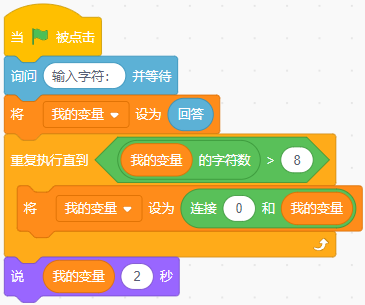 当 被点击
询问 输入字符： 并等待
将 我的变量 设为 回答
重复执行直到 我的变量 的字符数 > 8
将 我的变量 设为 连接 0 和 我的变量
说 我的变量 2 秒